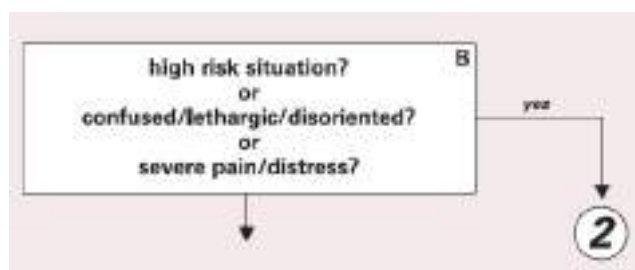 B
high risk situation?
or
confused/lethargic/disoriented?
or
severe pain/distress?
yes
2